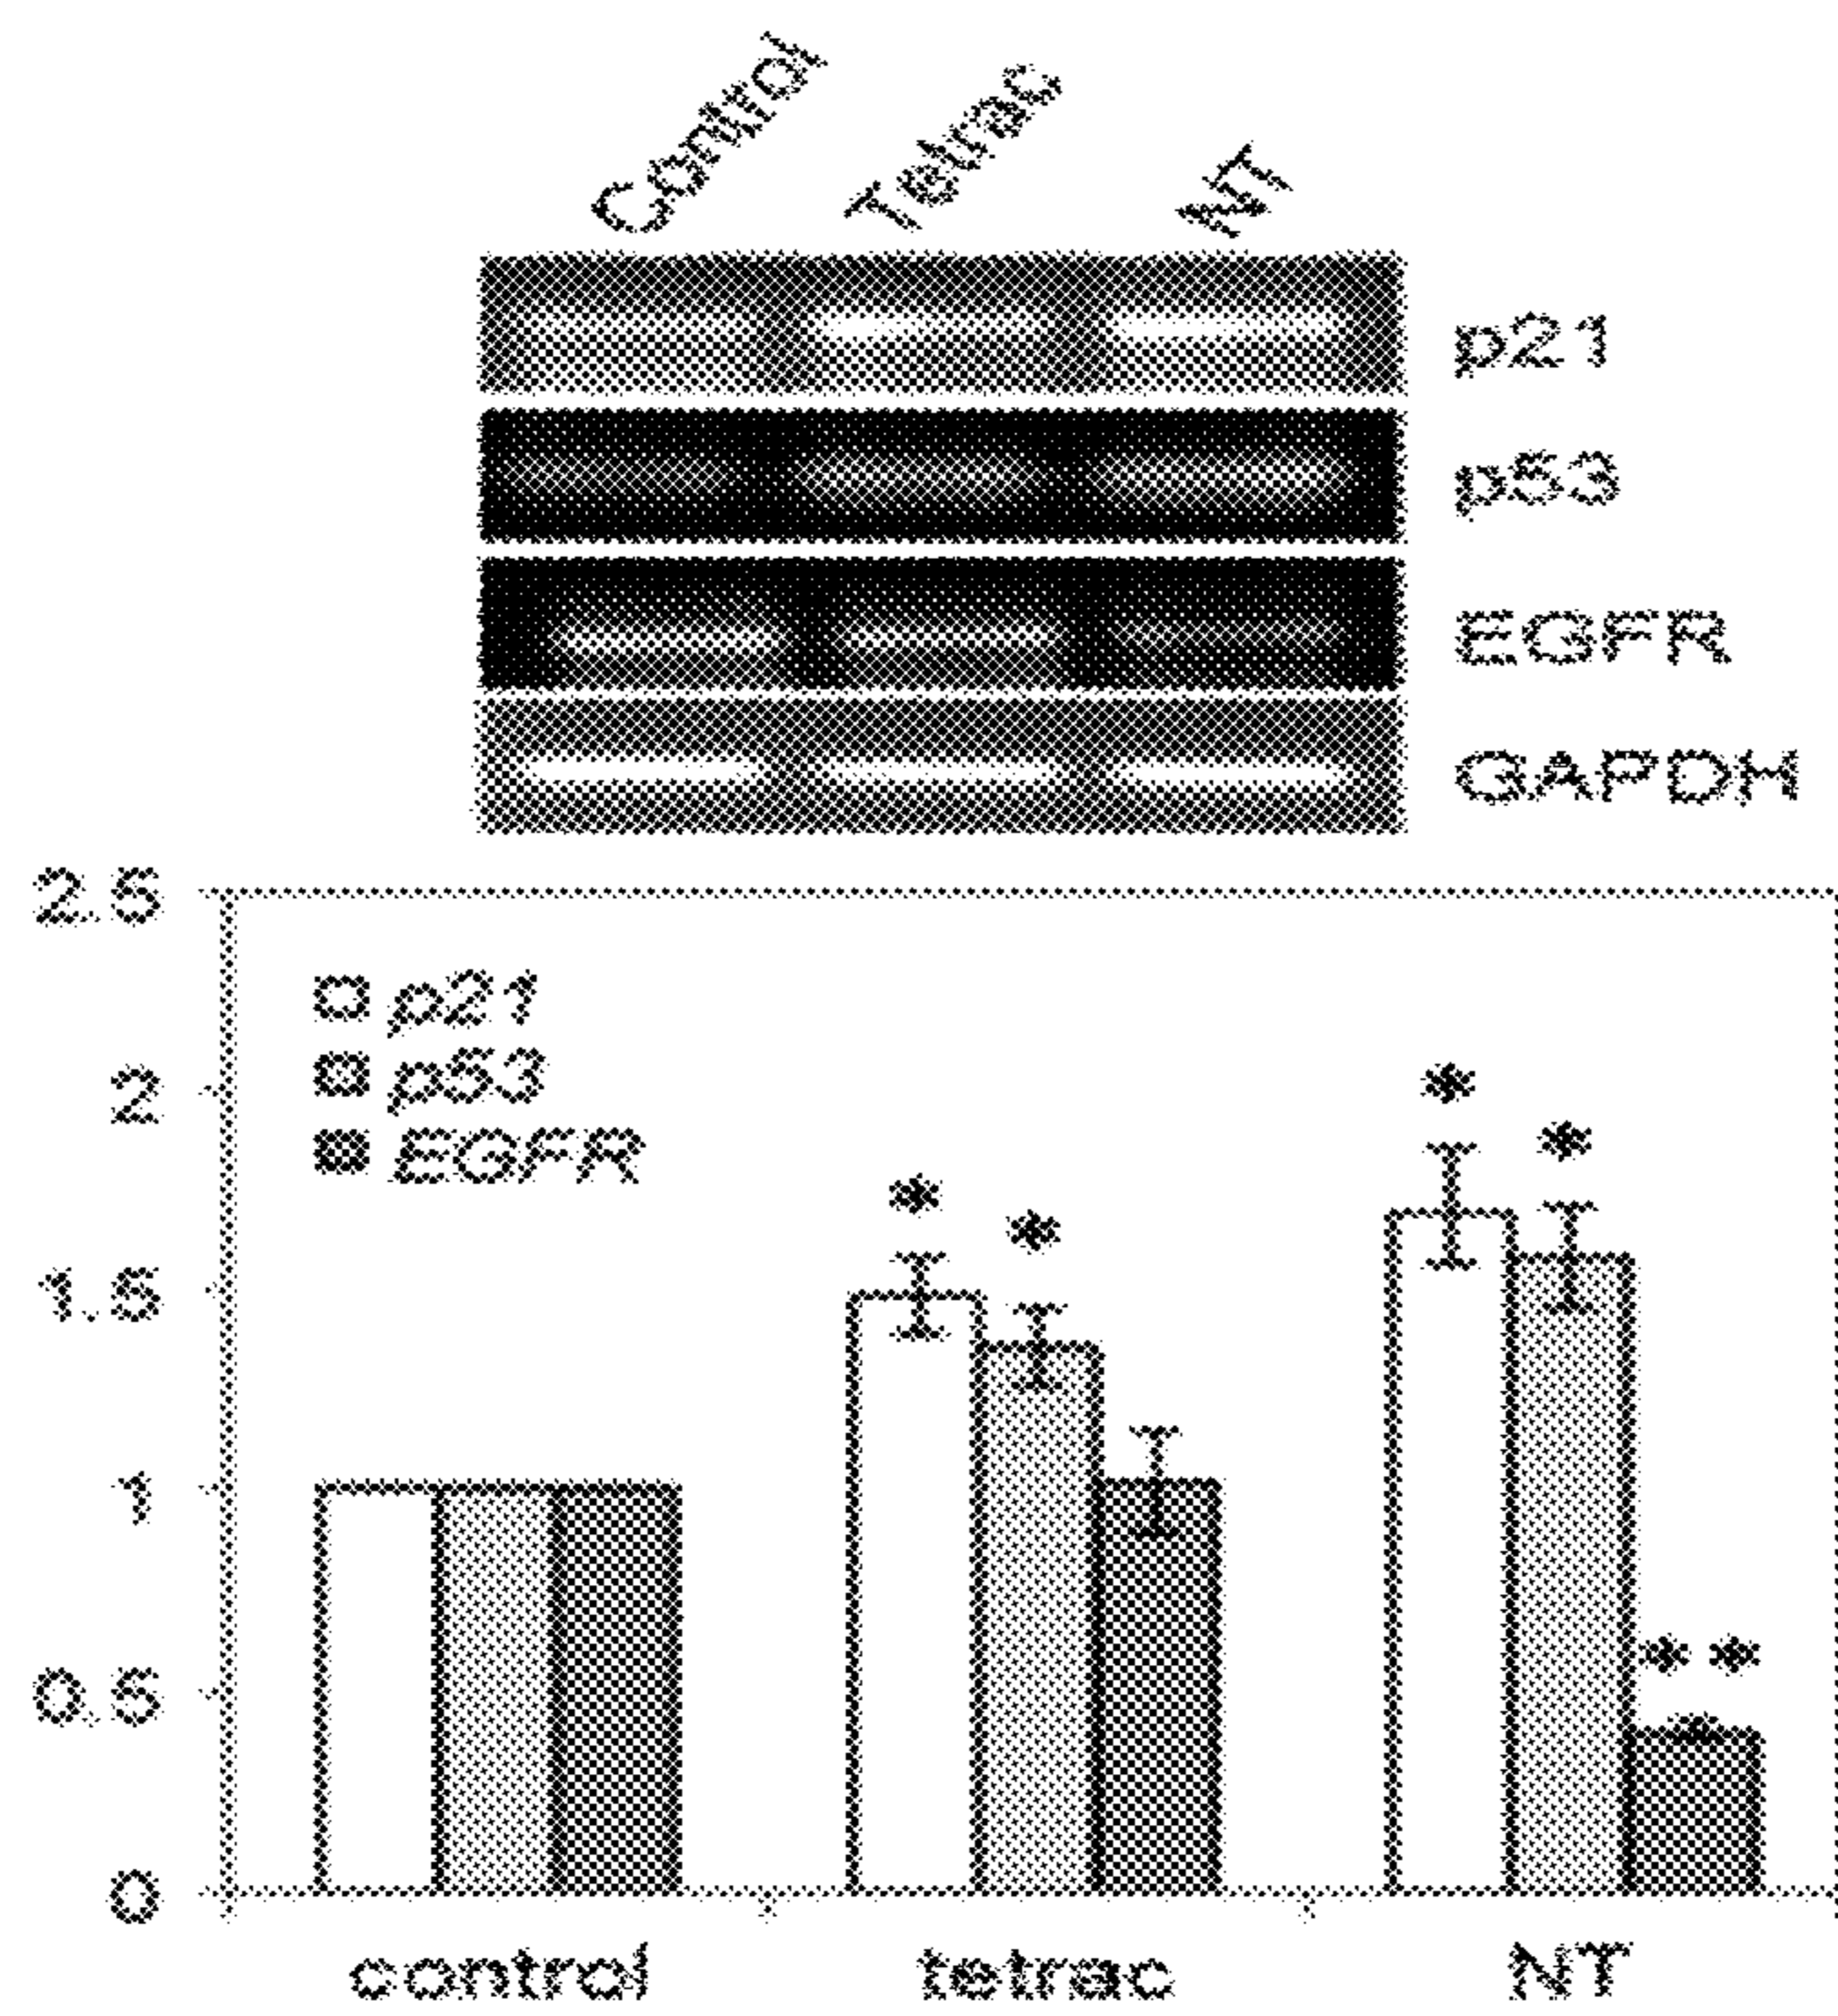 Control Tetrac NT
p21
p53
EGFR
GAPDH
2.5
2
1.5
1
0.5
0
p21
p53
EGFR
* * * * **
control tetrac NT